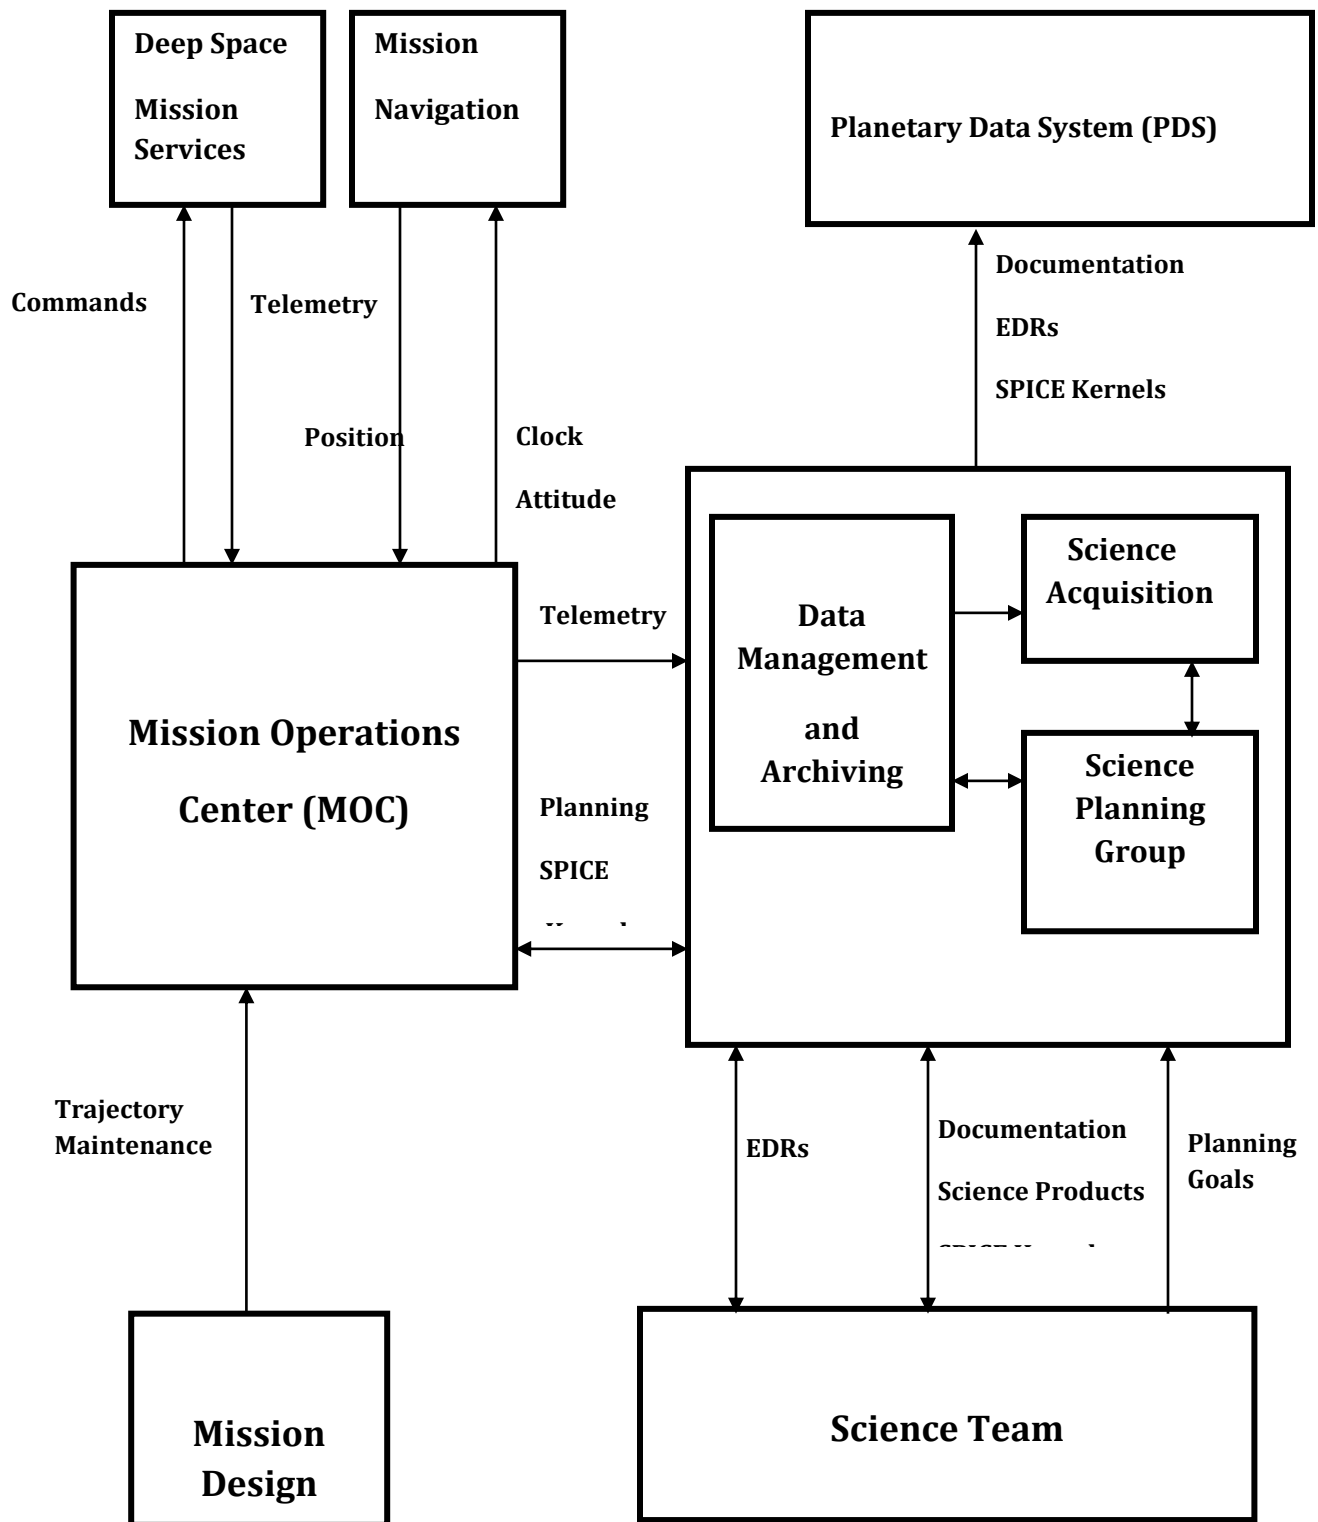 Deep Space
Mission
Services
Mission
Navigation
Planetary Data System (PDS)
Commands
Telemetry
Position
Clock
Attitude
Documentation
EDRs
SPICE Kernels
Mission Operations
Center (MOC)
Telemetry
Planning
SPICE
Data
Management
and
Archiving
Science
Acquisition
Science
Planning
Group
Trajectory
Maintenance
EDRs
Documentation
Science Products
Planning
Goals
Mission
Design
Science Team